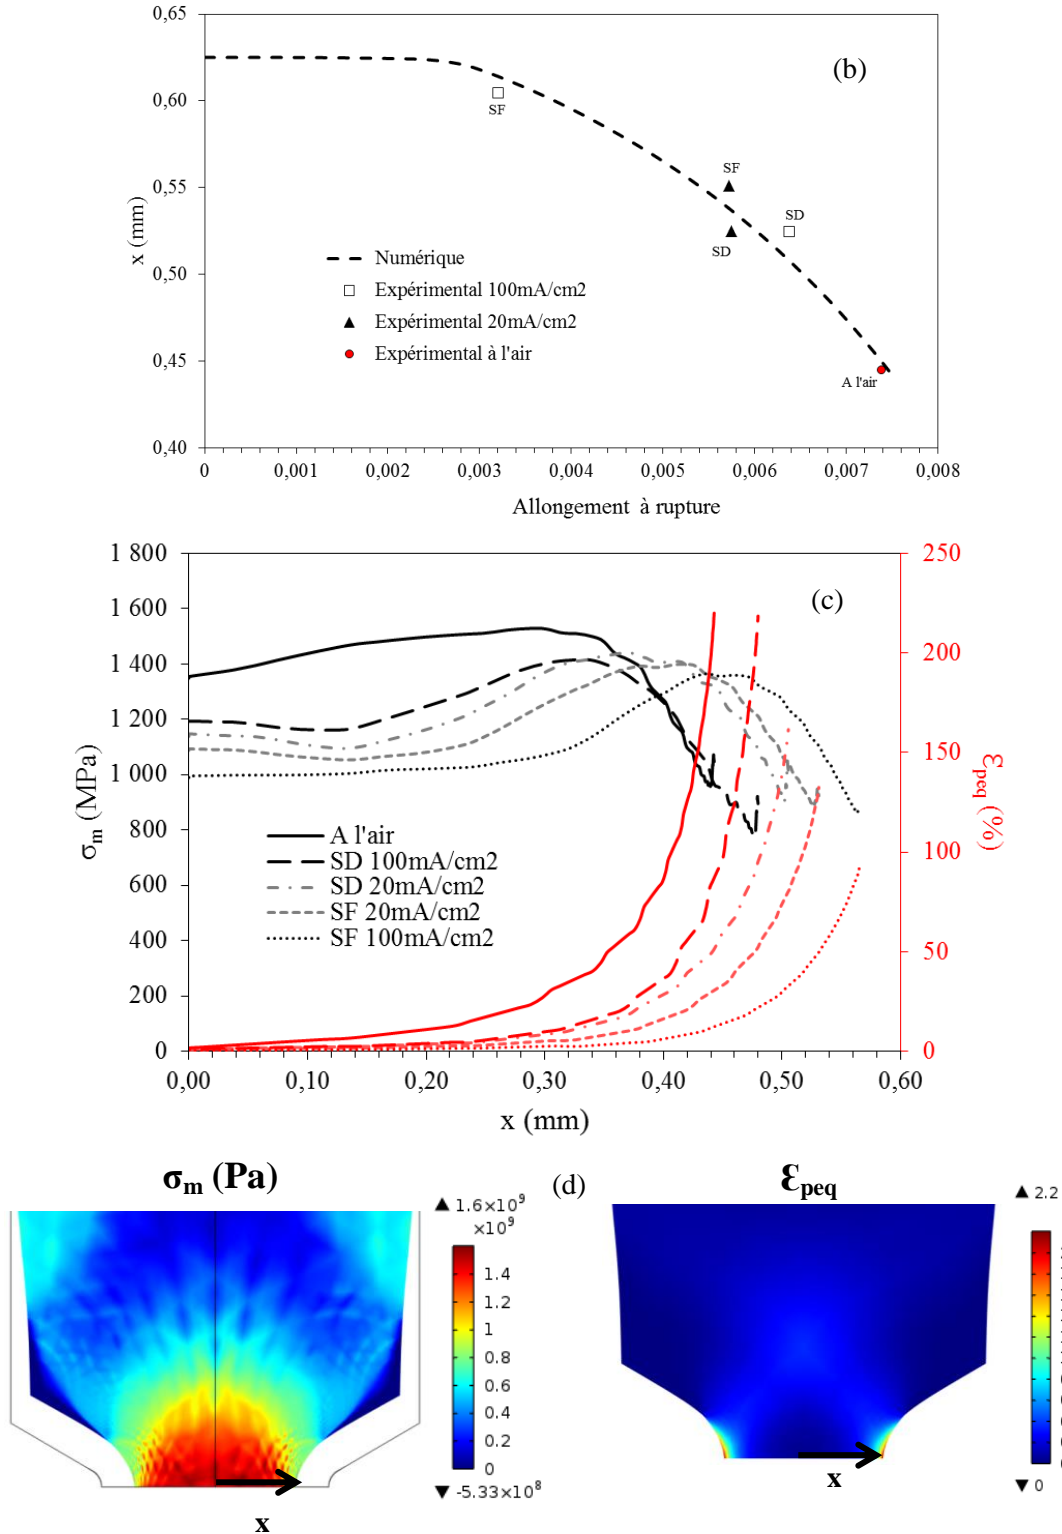 0,65
(b)
0,60
SF
SF
0,55
SD
SD
x (mm)
0,50
Numérique
Expérimental 100mA/cm2
Expérimental 20mA/cm2
Expérimental à l'air
0,45
A l'air
0,40
0 0,001 0,002 0,003 0,004 0,005 0,006 0,007 0,008
Allongement à rupture
1 800 250
(c)
1 600
1 400 200
1 200
150
1 000
σm (MPa)
εpeq (%)
800
A l'air
SD 100mA/cm2
SD 20mA/cm2
SF 20mA/cm2
SF 100mA/cm2
100
600
400
50
200
0 0
0,00 0,10 0,20 0,30 0,40 0,50 0,60
x (mm)
σm (Pa) (d) εpeq
▲ 1.6×10⁹ ▲ 2.2
×10⁹
1.4
1.2
1
0.8
0.6
0.4
0.2
0
▼ -5.33×10⁸ ▼ 0
x x